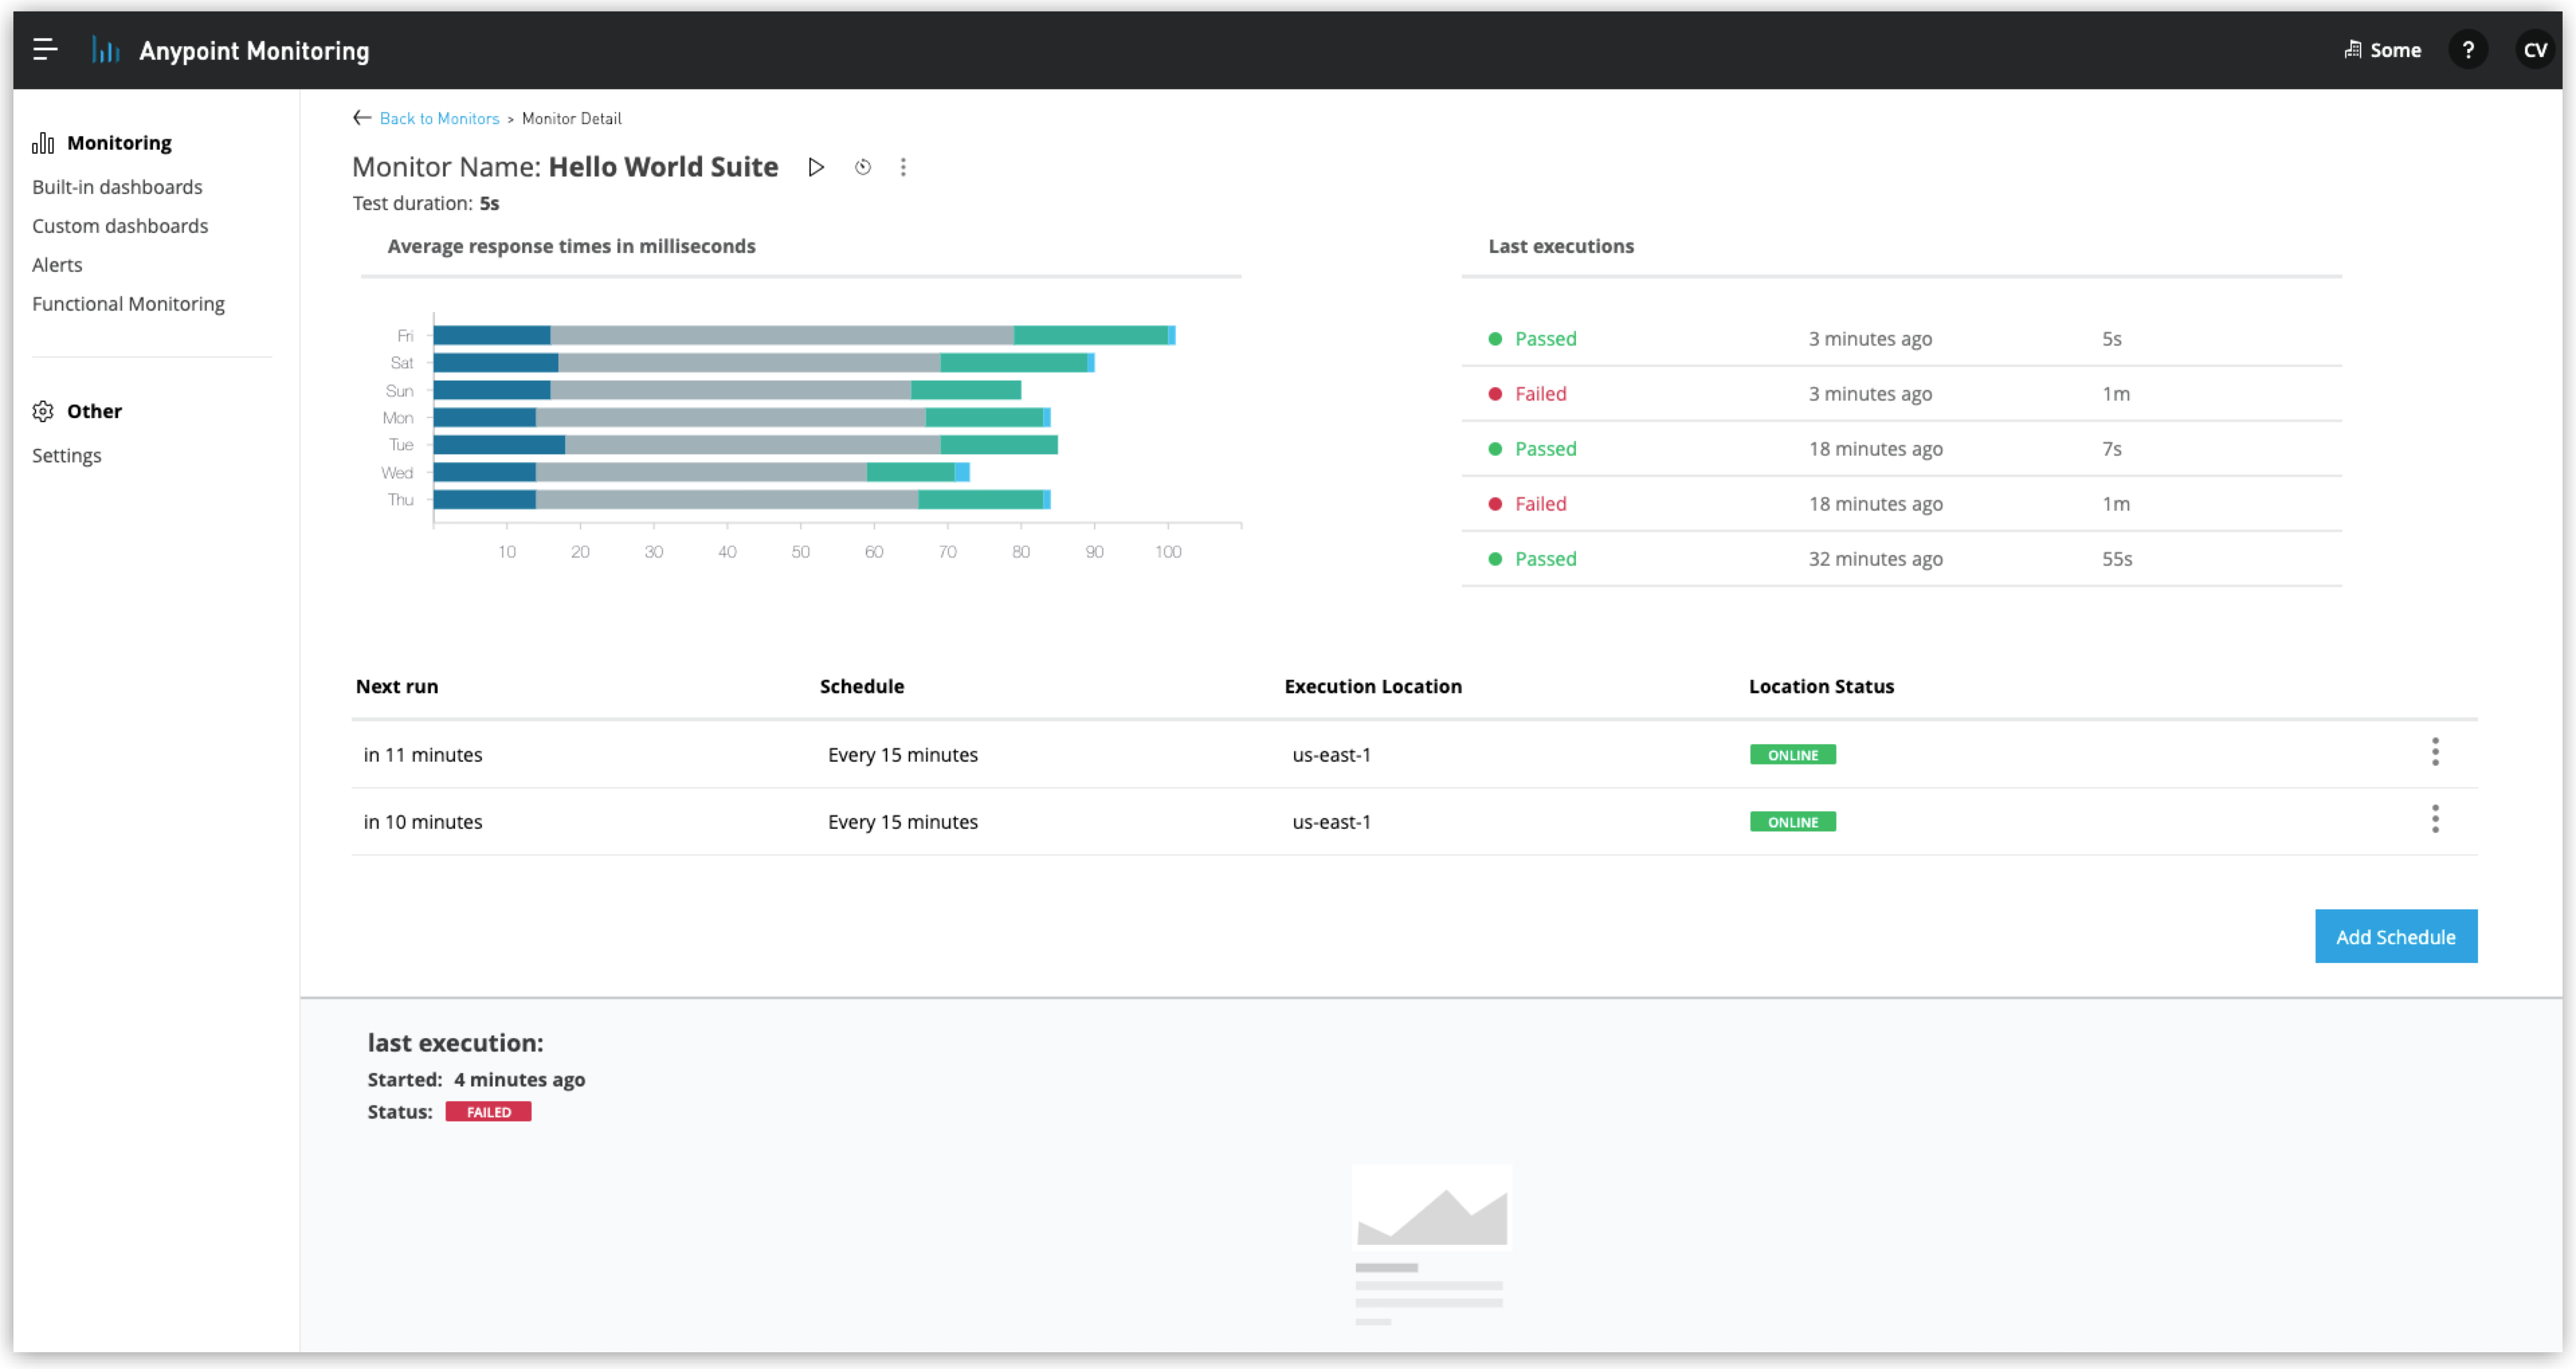 Anypoint Monitoring
Some ? CV
Monitoring
Built-in dashboards
Custom dashboards
Alerts
Functional Monitoring
Other
Settings
Back to Monitors > Monitor Detail
Monitor Name: Hello World Suite
Test duration: 5s
Average response times in milliseconds
Fri
Sat
Sun
Mon
Tue
Wed
Thu
10 20 30 40 50 60 70 80 90 100
Last executions
Passed 3 minutes ago 5s
Failed 3 minutes ago 1m
Passed 18 minutes ago 7s
Failed 18 minutes ago 1m
Passed 32 minutes ago 55s
Next run Schedule Execution Location Location Status
in 11 minutes Every 15 minutes us-east-1 ONLINE
in 10 minutes Every 15 minutes us-east-1 ONLINE
Add Schedule
last execution:
Started: 4 minutes ago
Status: FAILED